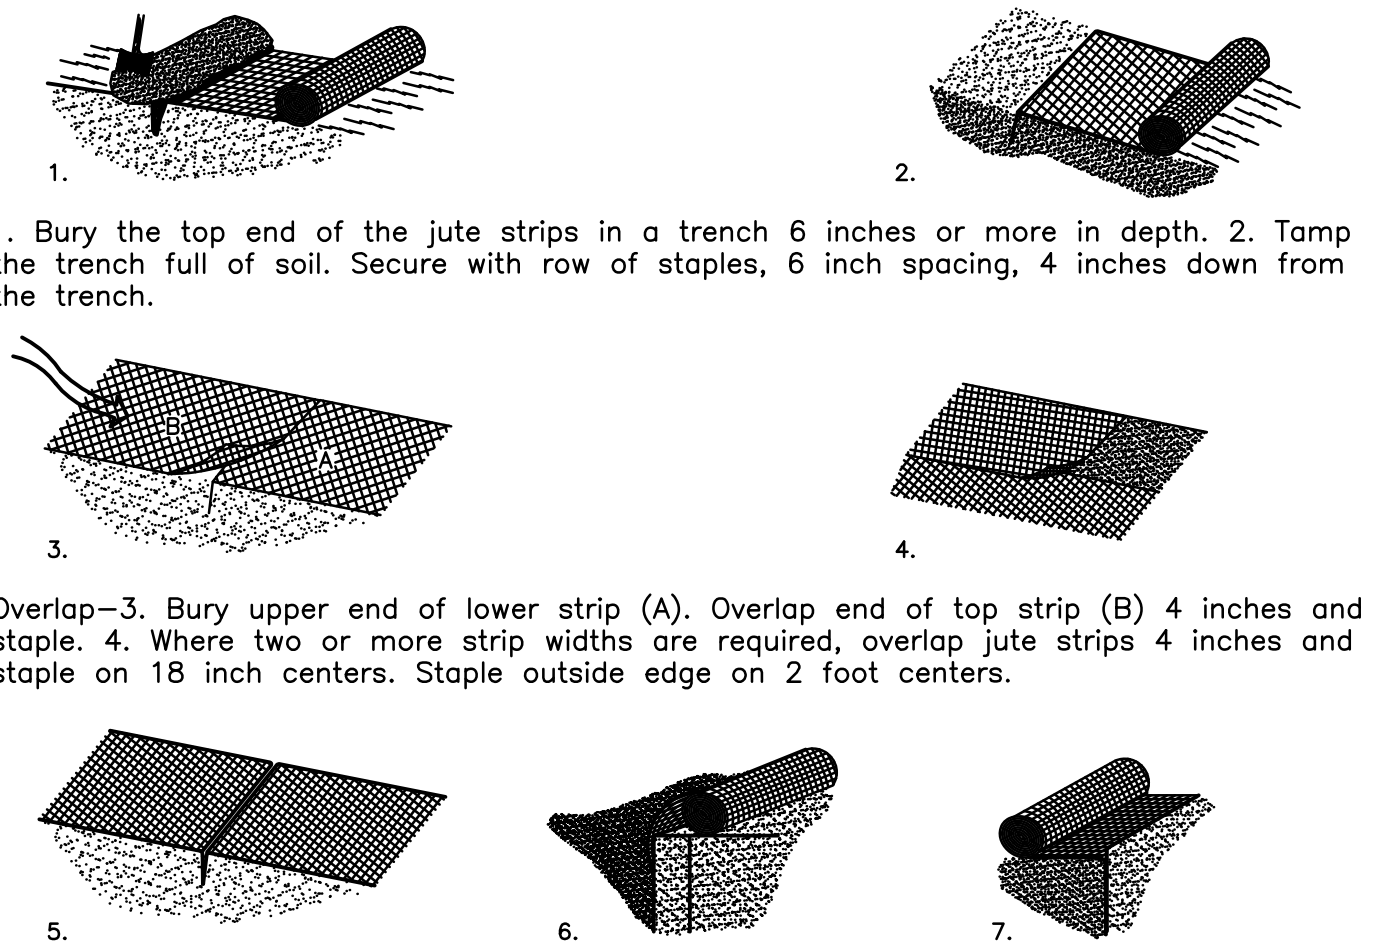 1.
2.
. Bury the top end of the jute strips in a trench 6 inches or more in depth. 2. Tamp
the trench full of soil. Secure with row of staples, 6 inch spacing, 4 inches down from
the trench.
B
A
3.
4.
Overlap—3. Bury upper end of lower strip (A). Overlap end of top strip (B) 4 inches and
staple. 4. Where two or more strip widths are required, overlap jute strips 4 inches and
staple on 18 inch centers. Staple outside edge on 2 foot centers.
5.
6.
7.